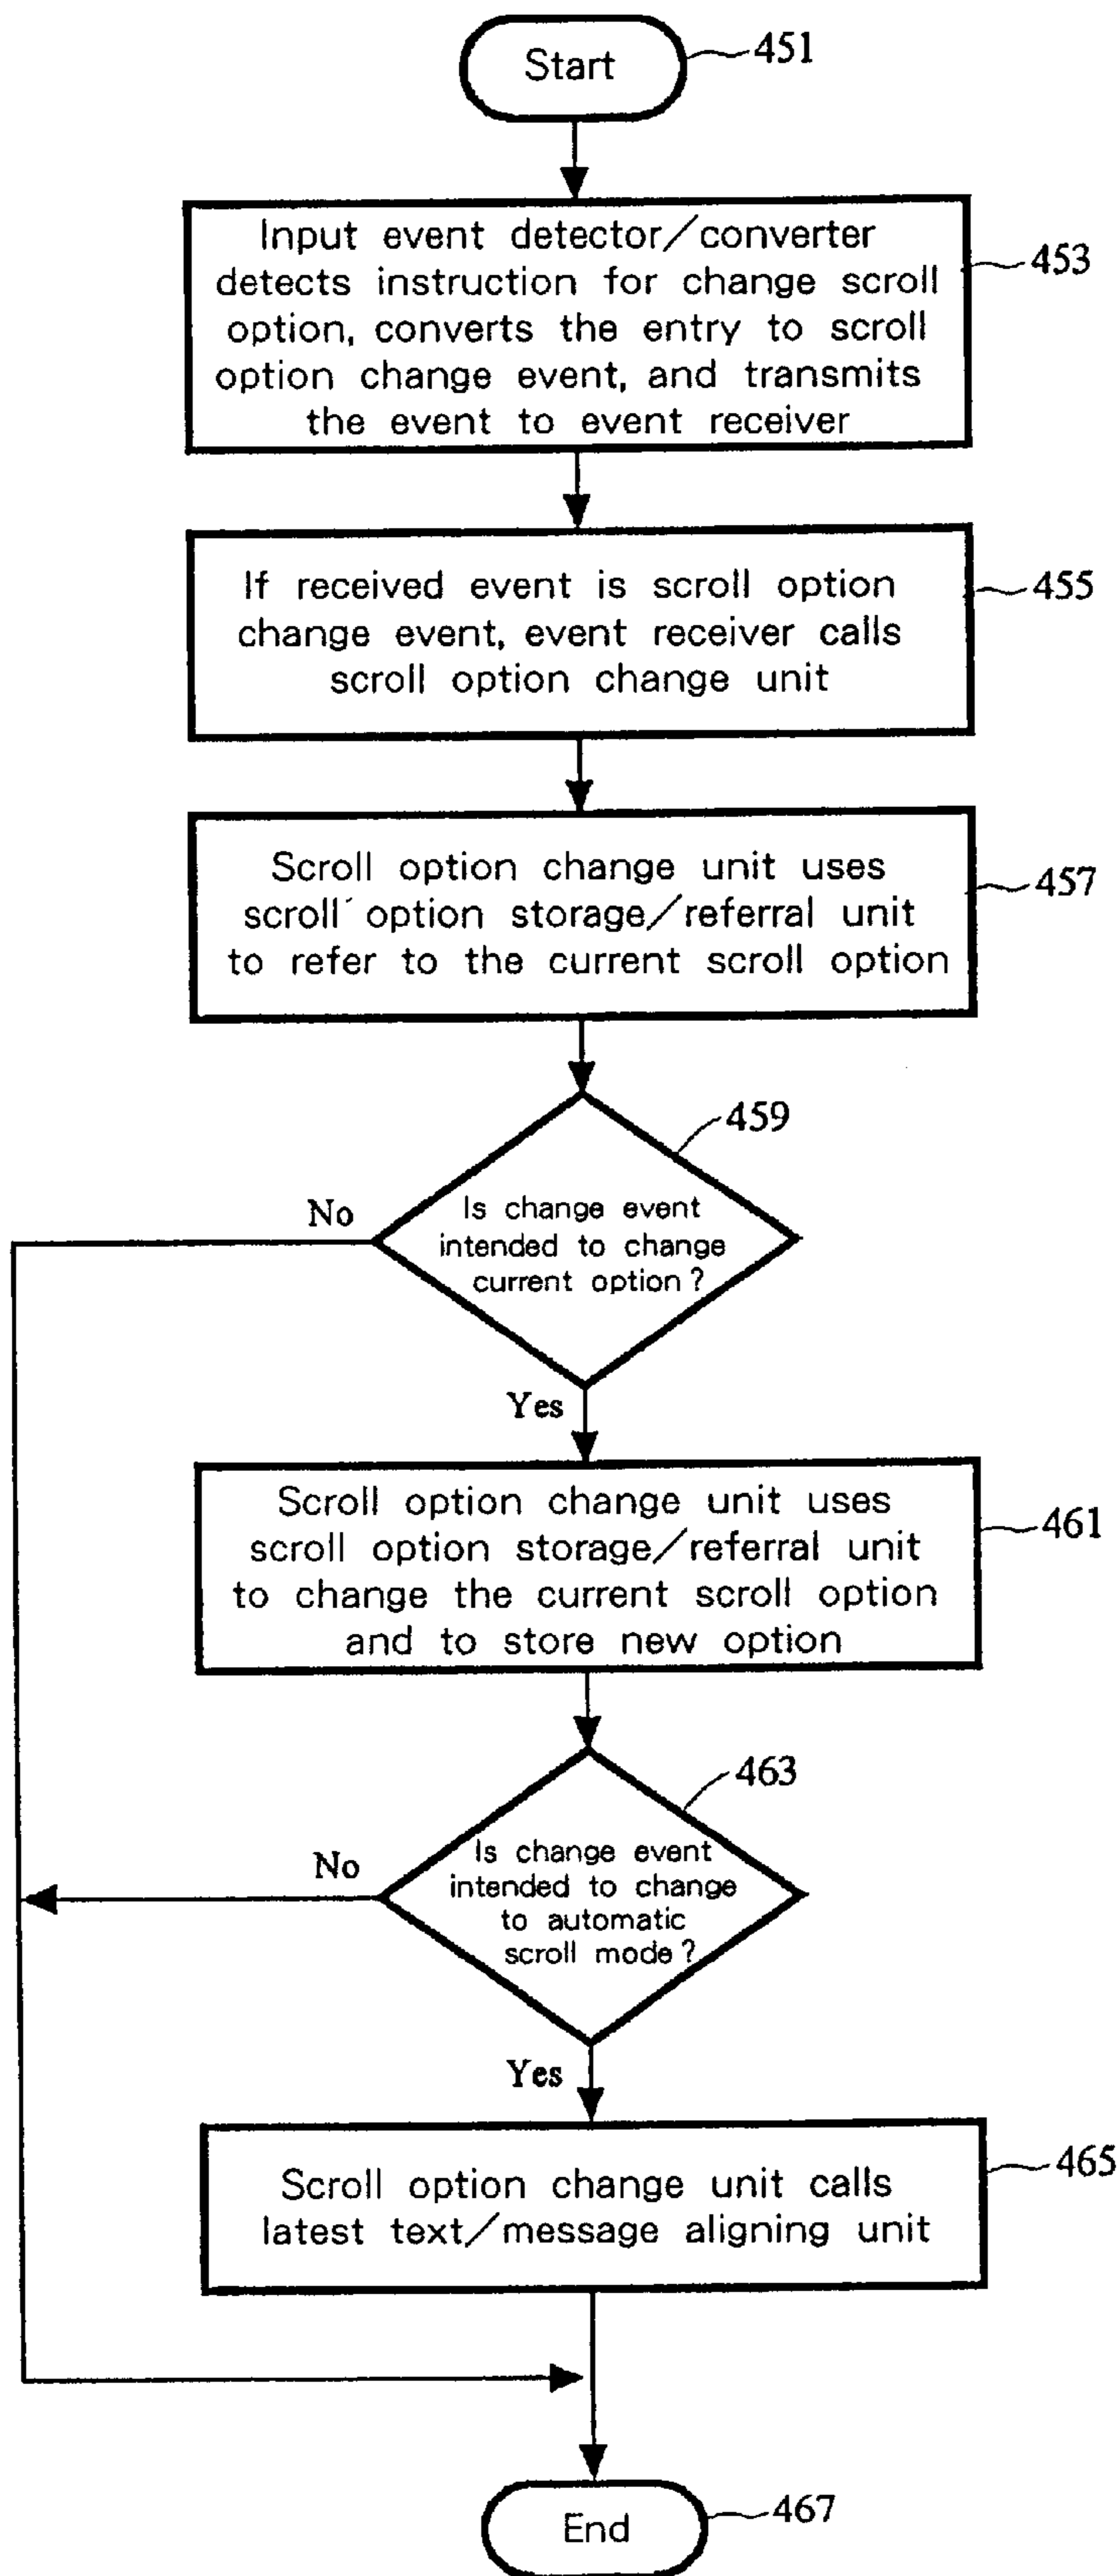 Start
451
Input event detector/converter
detects instruction for change scroll
option, converts the entry to scroll
option change event, and transmits
the event to event receiver
453
If received event is scroll option
change event, event receiver calls
scroll option change unit
455
Scroll option change unit uses
scroll option storage/referral unit
to refer to the current scroll option
457
459
Is change event
intended to change
current option?
No
Yes
Scroll option change unit uses
scroll option storage/referral unit
to change the current scroll option
and to store new option
461
463
Is change event
intended to change
to automatic
scroll mode?
No
Yes
Scroll option change unit calls
latest text/message aligning unit
465
End
467